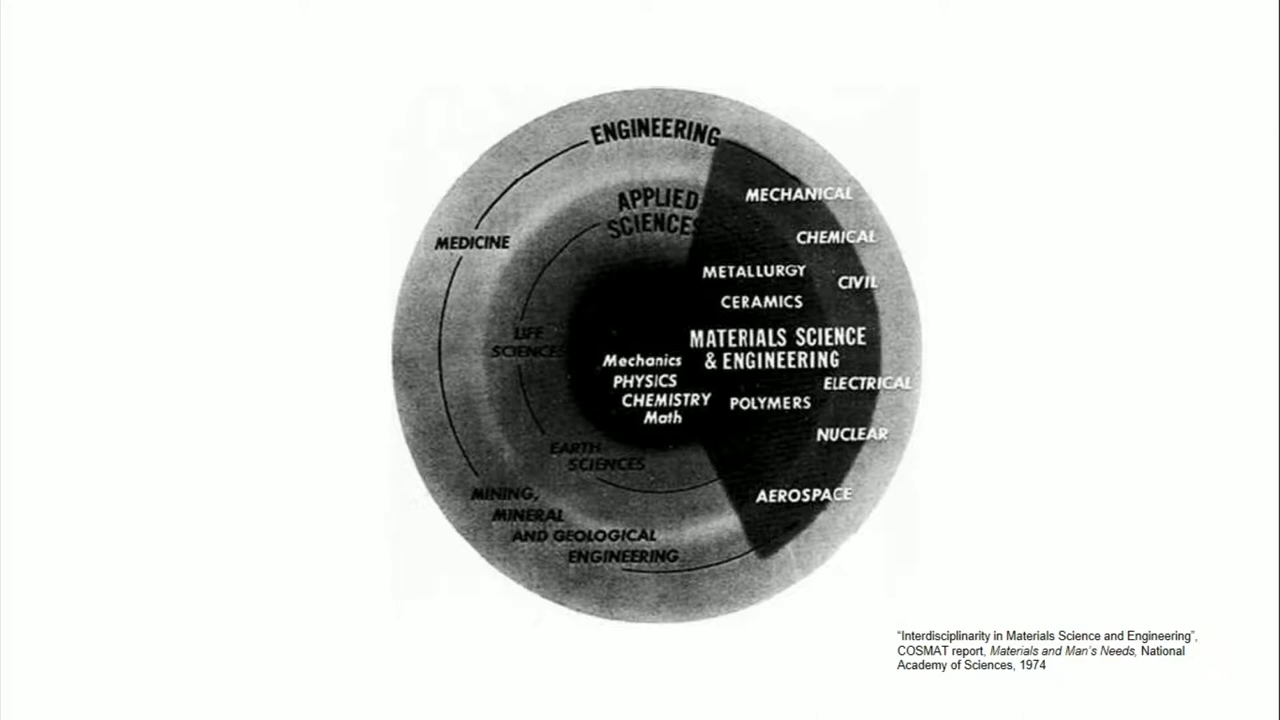 ENGINEERING
APPLIED
SCIENCES
MECHANICAL
CHEMICAL
MEDICINE
METALLURGY
CIVIL
CERAMICS
LIFE
SCIENCES
MATERIALS SCIENCE
& ENGINEERING
Mechanics
PHYSICS
CHEMISTRY
Math
ELECTRICAL
POLYMERS
NUCLEAR
EARTH
SCIENCES
AEROSPACE
MINING,
MINERAL
AND GEOLOGICAL
ENGINEERING
"Interdisciplinarity in Materials Science and Engineering",
COSMAT report, Materials and Man's Needs, National
Academy of Sciences, 1974